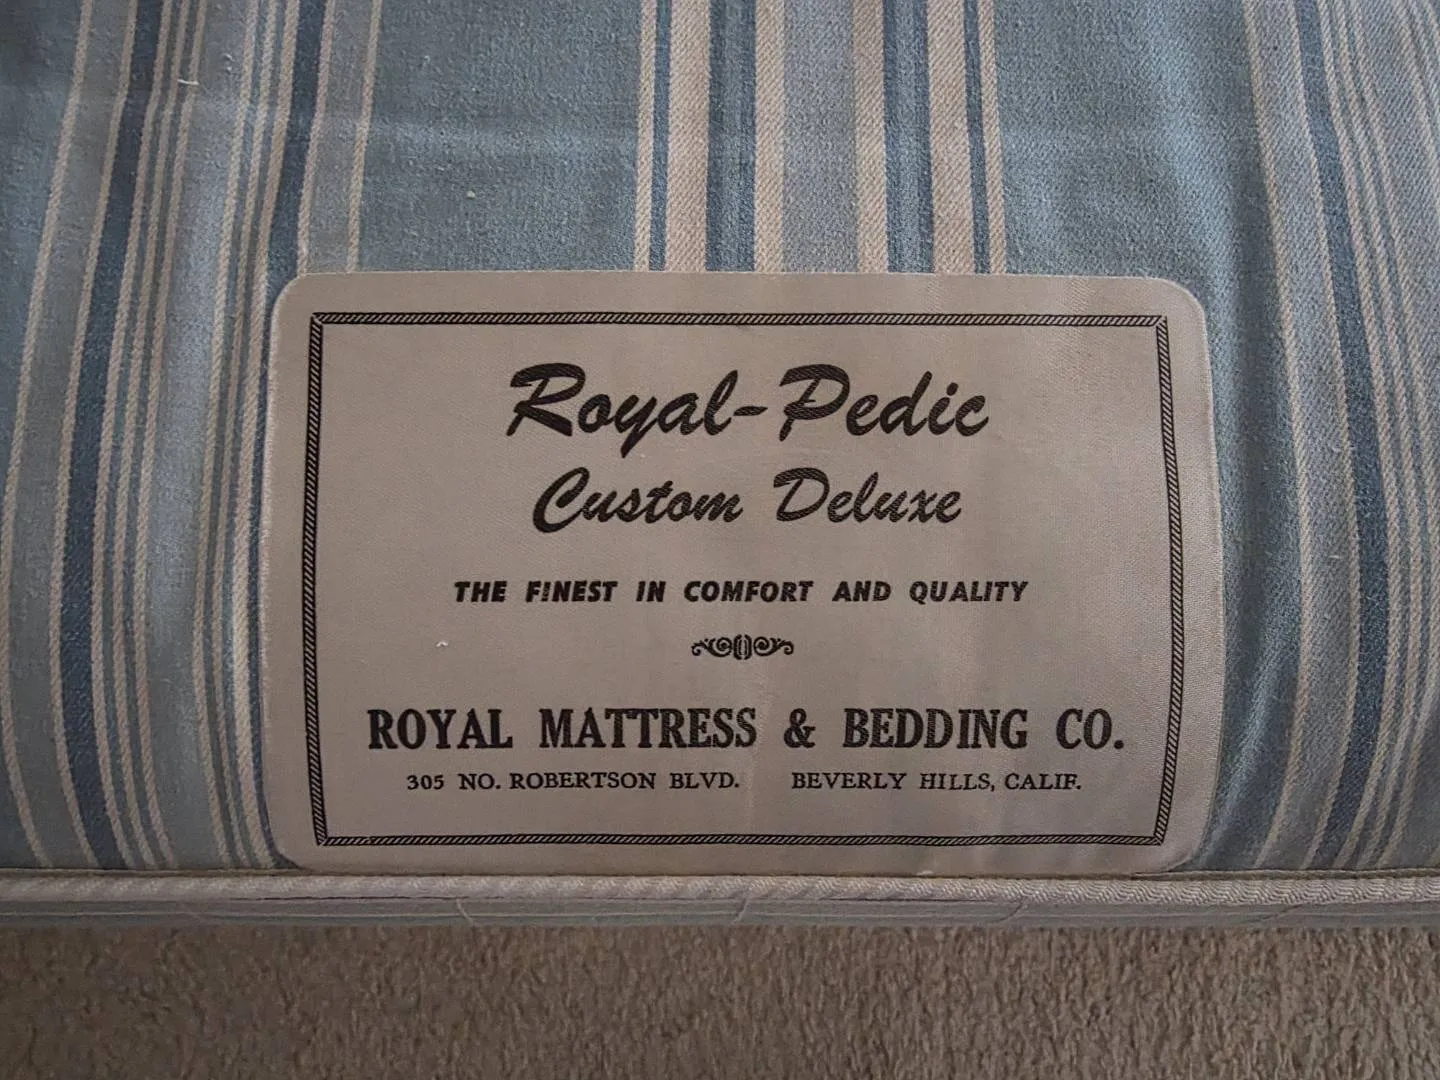 Royal-Pedic
Custom Deluxe
THE FINEST IN COMFORT AND QUALITY
ROYAL MATTRESS & BEDDING CO.
305 NO. ROBERTSON BLVD. BEVERLY HILLS, CALIF.